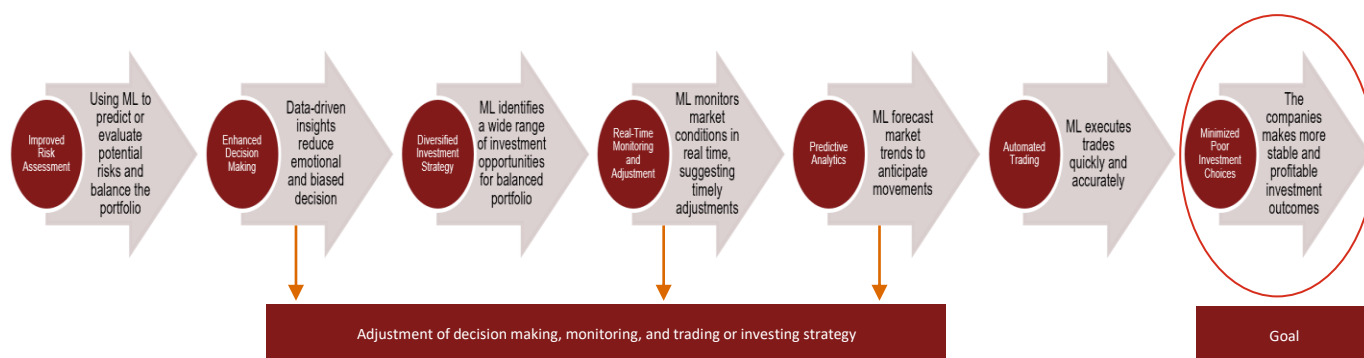 Improved
Risk
Assessment
Using ML to
predict or
evaluate
potential
risks and
balance the
portfolio
Enhanced
Decision
Making
Data-driven
insights
reduce
emotional
and biased
decision
Diversified
Investment
Strategy
ML identifies
a wide range
of investment
opportunities
for balanced
portfolio
Real-Time
Monitoring
and
Adjustment
ML monitors
market
conditions in
real time,
suggesting
timely
adjustments
Predictive
Analytics
ML forecast
market
trends to
anticipate
movements
Automated
Trading
ML executes
trades
quickly and
accurately
Minimized
Poor
Investment
Choices
The
companies
makes more
stable and
profitable
investment
outcomes
Adjustment of decision making, monitoring, and trading or investing strategy
Goal